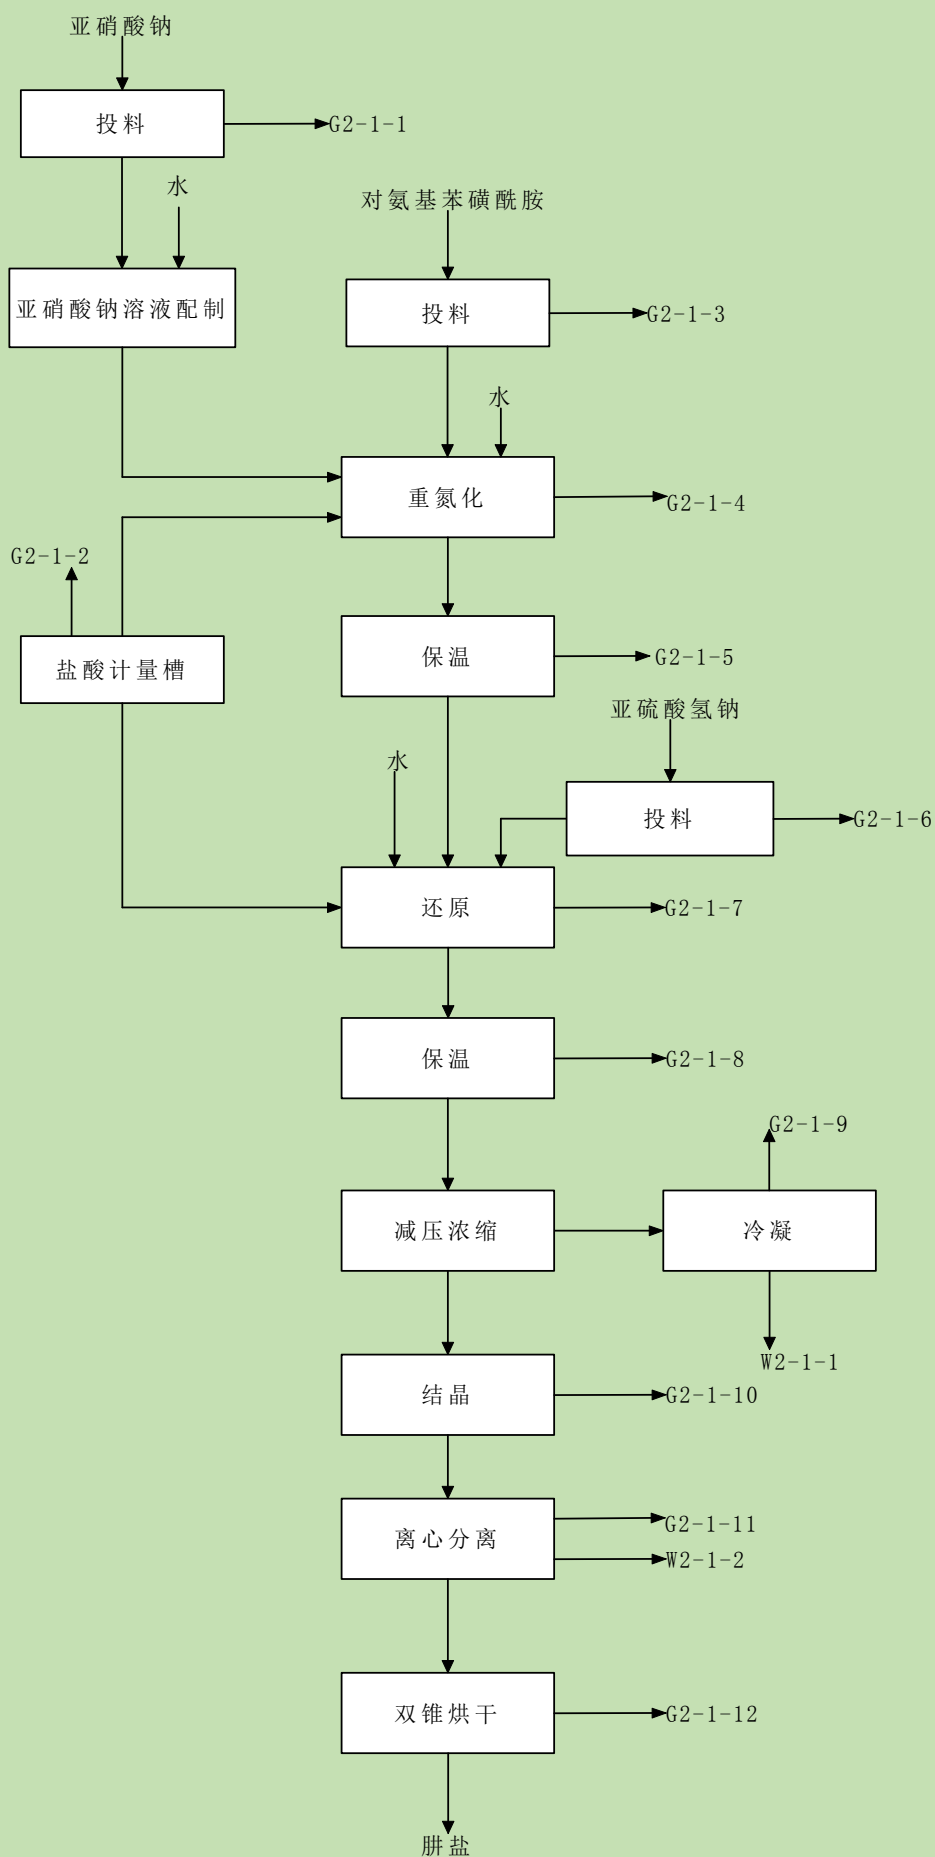 亚硝酸钠
投料
G2-1-1
水
对氨基苯磺酰胺
亚硝酸钠溶液配制
投料
G2-1-3
水
重氮化
G2-1-4
G2-1-2
盐酸计量槽
保温
G2-1-5
亚硫酸氢钠
水
投料
G2-1-6
还原
G2-1-7
保温
G2-1-8
G2-1-9
减压浓缩
冷凝
W2-1-1
结晶
G2-1-10
离心分离
G2-1-11
W2-1-2
双锥烘干
G2-1-12
肼盐